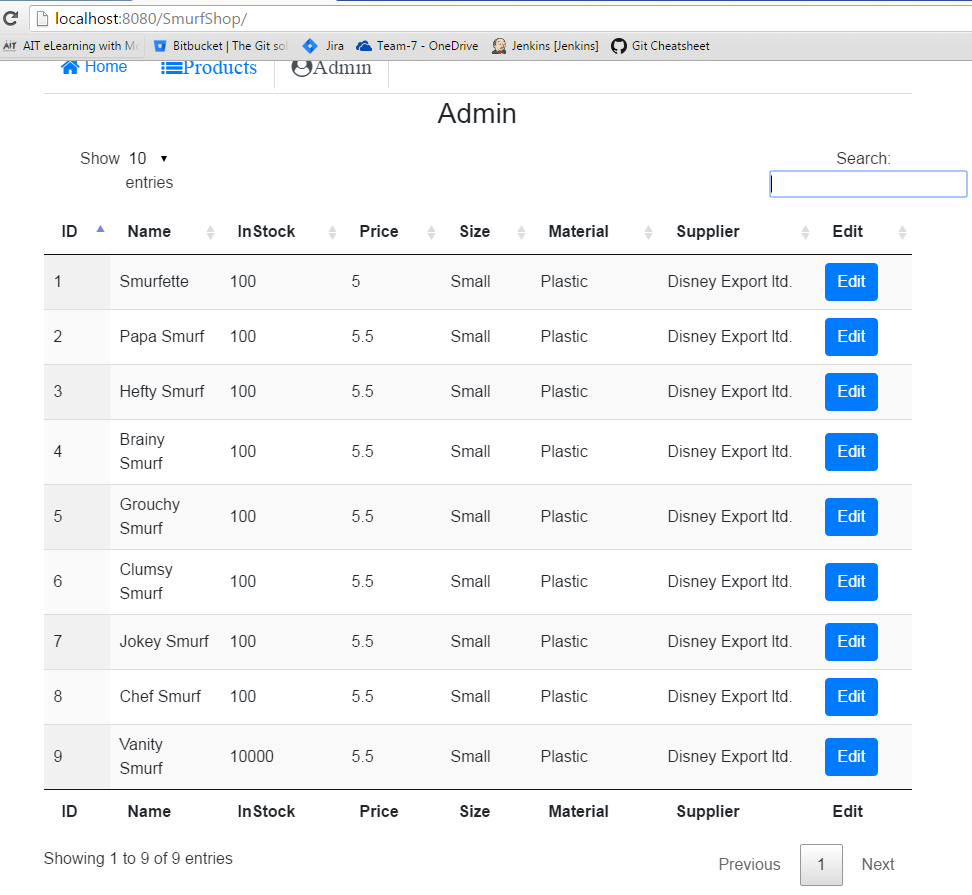 localhost:8080/SmurfShop/
AIT eLearning with Mo Bitbucket | The Git sol Jira Team-7 - OneDrive Jenkins [Jenkins] Git Cheatsheet
Home Products Admin
Admin
Show 10 entries
Search:
ID Name InStock Price Size Material Supplier Edit
1 Smurfette 100 5 Small Plastic Disney Export ltd. Edit
2 Papa Smurf 100 5.5 Small Plastic Disney Export ltd. Edit
3 Hefty Smurf 100 5.5 Small Plastic Disney Export ltd. Edit
4 Brainy Smurf 100 5.5 Small Plastic Disney Export ltd. Edit
5 Grouchy Smurf 100 5.5 Small Plastic Disney Export ltd. Edit
6 Clumsy Smurf 100 5.5 Small Plastic Disney Export ltd. Edit
7 Jokey Smurf 100 5.5 Small Plastic Disney Export ltd. Edit
8 Chef Smurf 100 5.5 Small Plastic Disney Export ltd. Edit
9 Vanity Smurf 10000 5.5 Small Plastic Disney Export ltd. Edit
ID Name InStock Price Size Material Supplier Edit
Showing 1 to 9 of 9 entries
Previous 1 Next